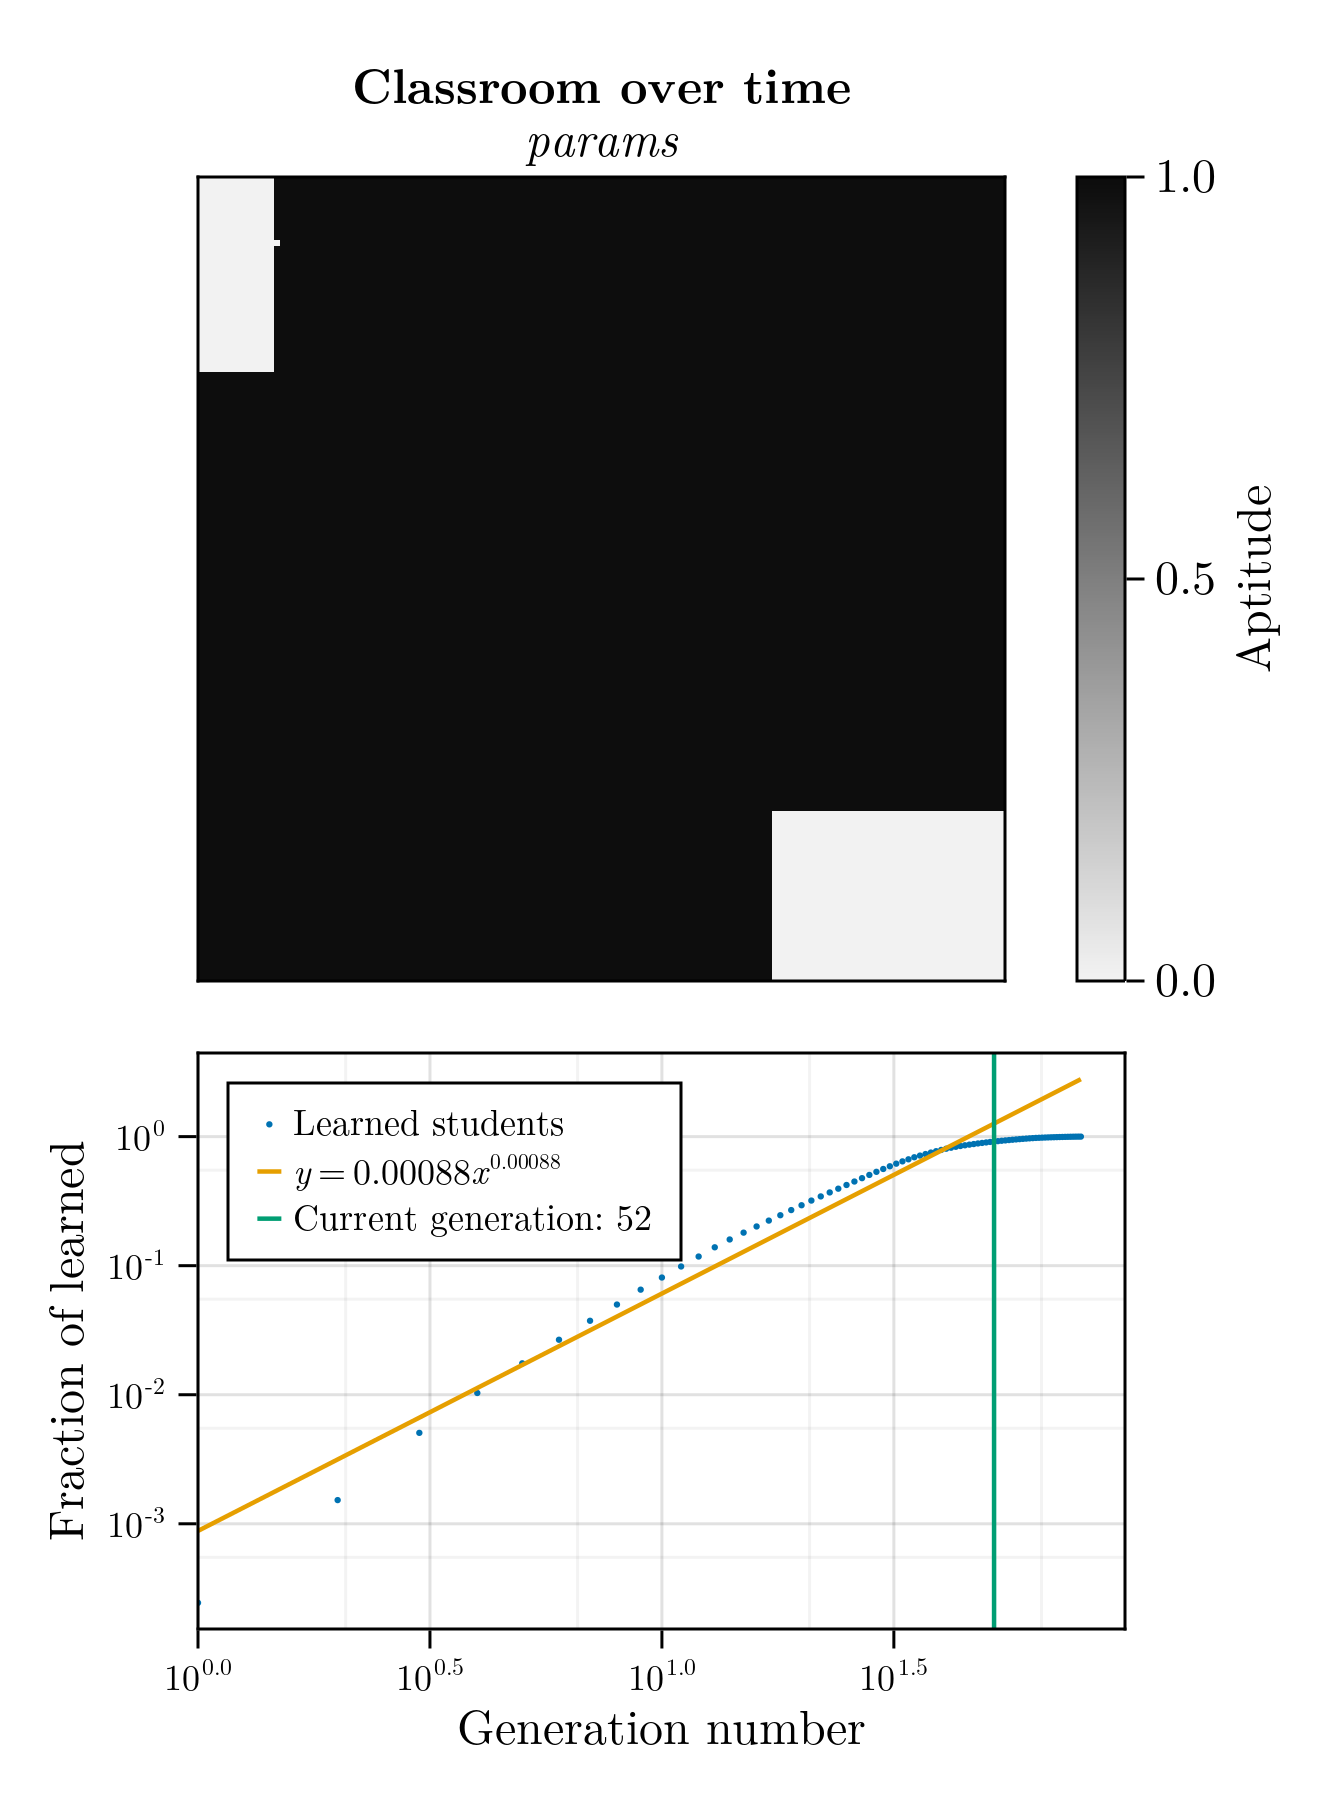 Classroom over time
params
1.0
0.5
0.0
Aptitude
Fraction of learned
10⁰
10⁻¹
10⁻²
10⁻³
Learned students
y = 0.00088x^0.00088
Current generation: 52
10^0.0 10^0.5 10^1.0 10^1.5
Generation number